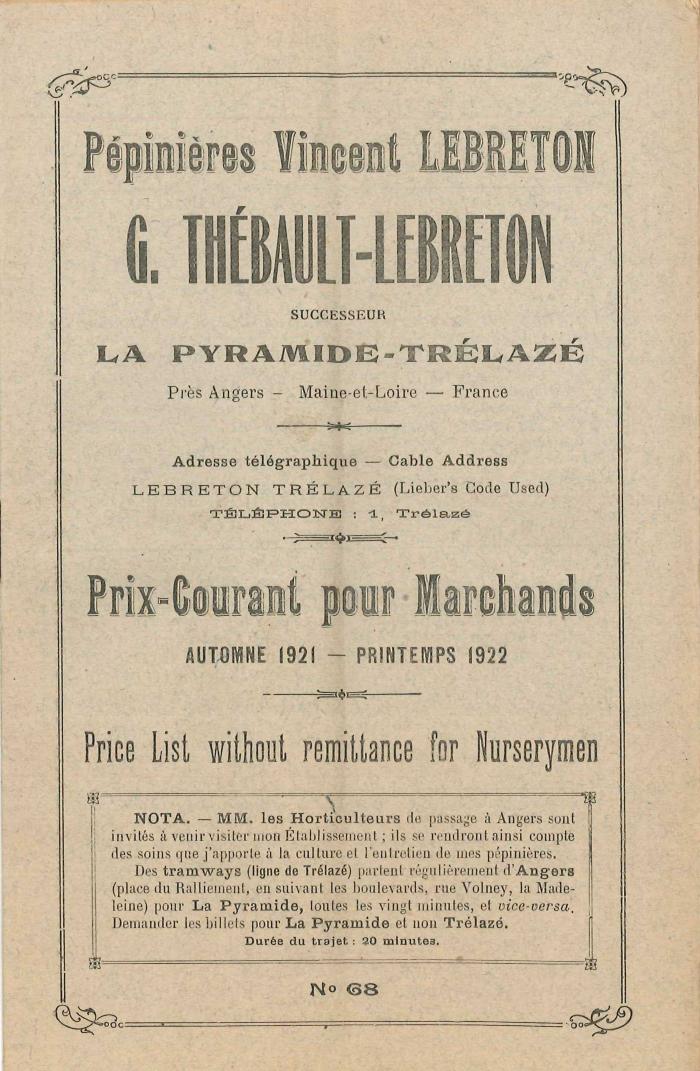 Pépinières Vincent LEBRETON
G. THÉBAULT-LEBRETON
SUCCESSEUR
LA PYRAMIDE-TRÉLAZÉ
Près Angers – Maine-et-Loire — France
Adresse télégraphique — Cable Address
LEBRETON TRÉLAZÉ (Lieber's Code Used)
TÉLÉPHONE : 1, Trélazé
Prix-Courant pour Marchands
AUTOMNE 1921 — PRINTEMPS 1922
Price List without remittance for Nurserymen
NOTA. — MM. les Horticulteurs de passage à Angers sont
invités à venir visiter mon Établissement ; ils se rendront ainsi compte
des soins que j'apporte à la culture et l'entretien de mes pépinières.
Des tramways (ligne de Trélazé) partent régulièrement d'Angers
(place du Ralliement, en suivant les boulevards, rue Volney, la Made-
leine) pour La Pyramide, toutes les vingt minutes, et vice-versa.
Demander les billets pour La Pyramide et non Trélazé.
Durée du trajet : 20 minutes.
No 68